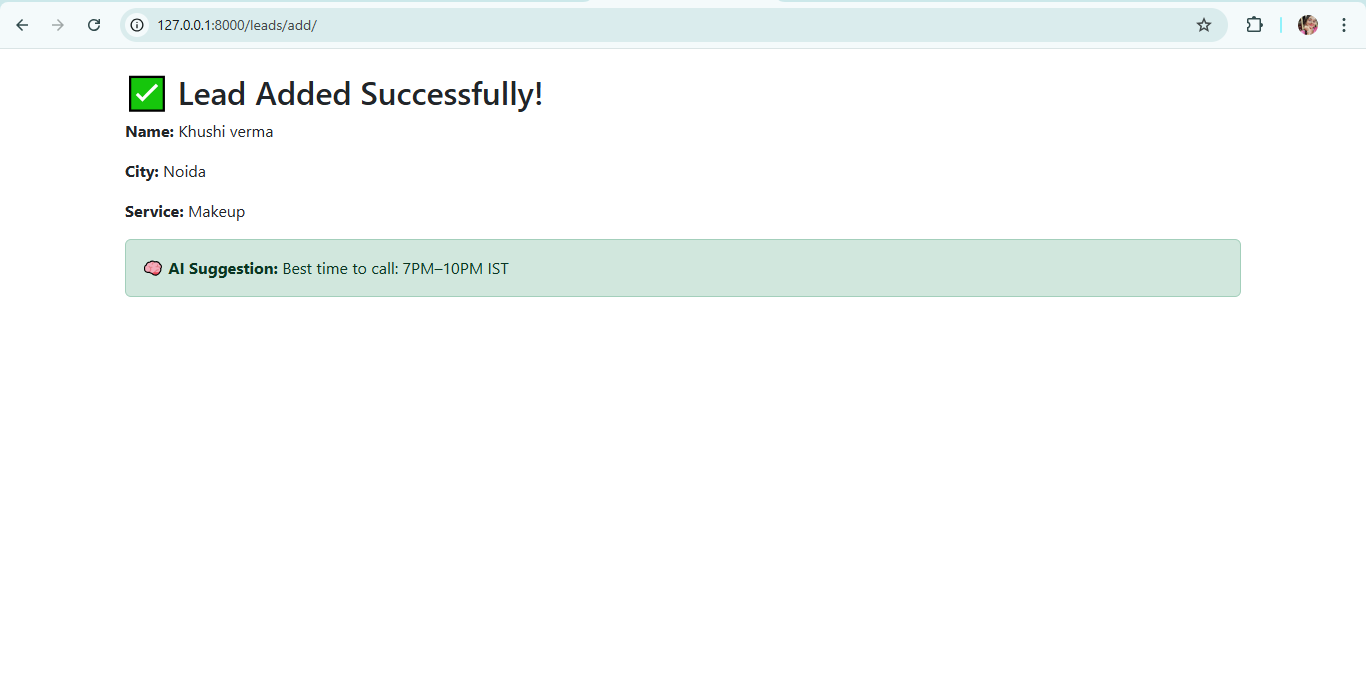 127.0.0.1:8000/leads/add/
✅ Lead Added Successfully!
Name: Khushi verma
City: Noida
Service: Makeup
🧠 AI Suggestion: Best time to call: 7PM–10PM IST